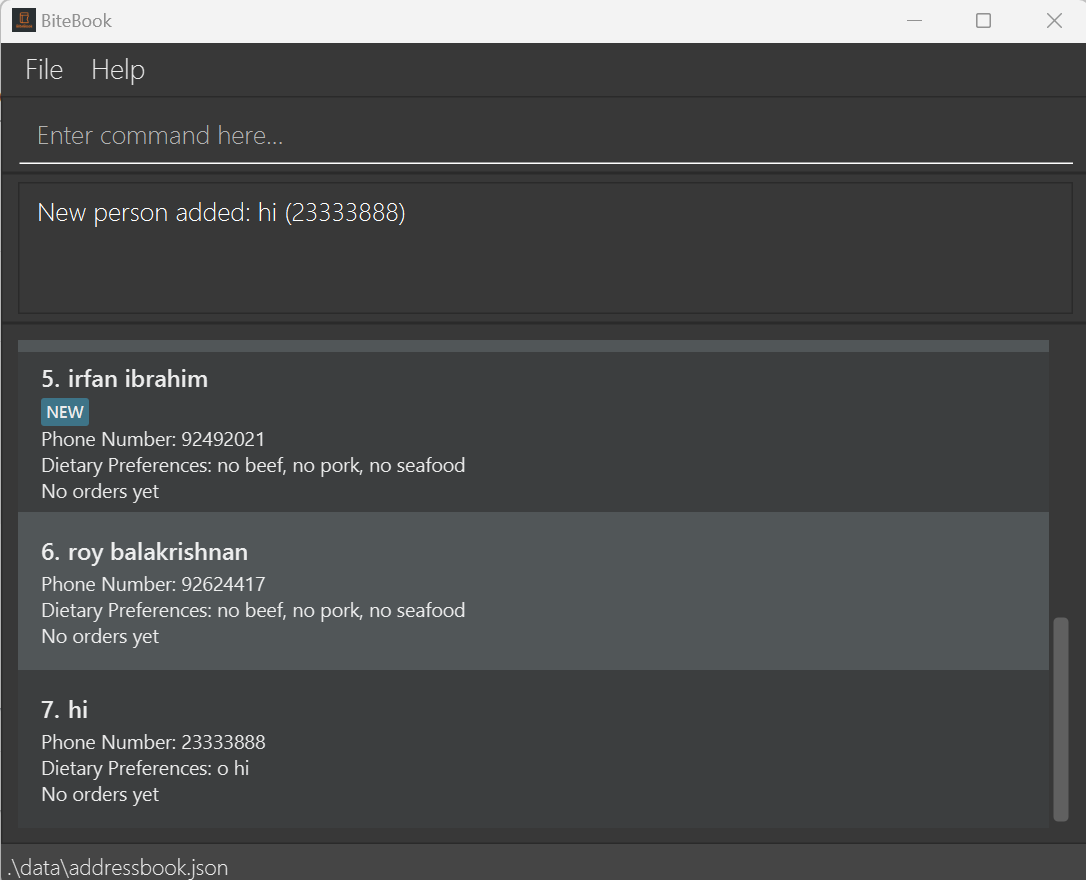 BiteBook
File Help
Enter command here...
New person added: hi (23333888)
5. irfan ibrahim
NEW
Phone Number: 92492021
Dietary Preferences: no beef, no pork, no seafood
No orders yet
6. roy balakrishnan
Phone Number: 92624417
Dietary Preferences: no beef, no pork, no seafood
No orders yet
7. hi
Phone Number: 23333888
Dietary Preferences: o hi
No orders yet
.\data\addressbook.json